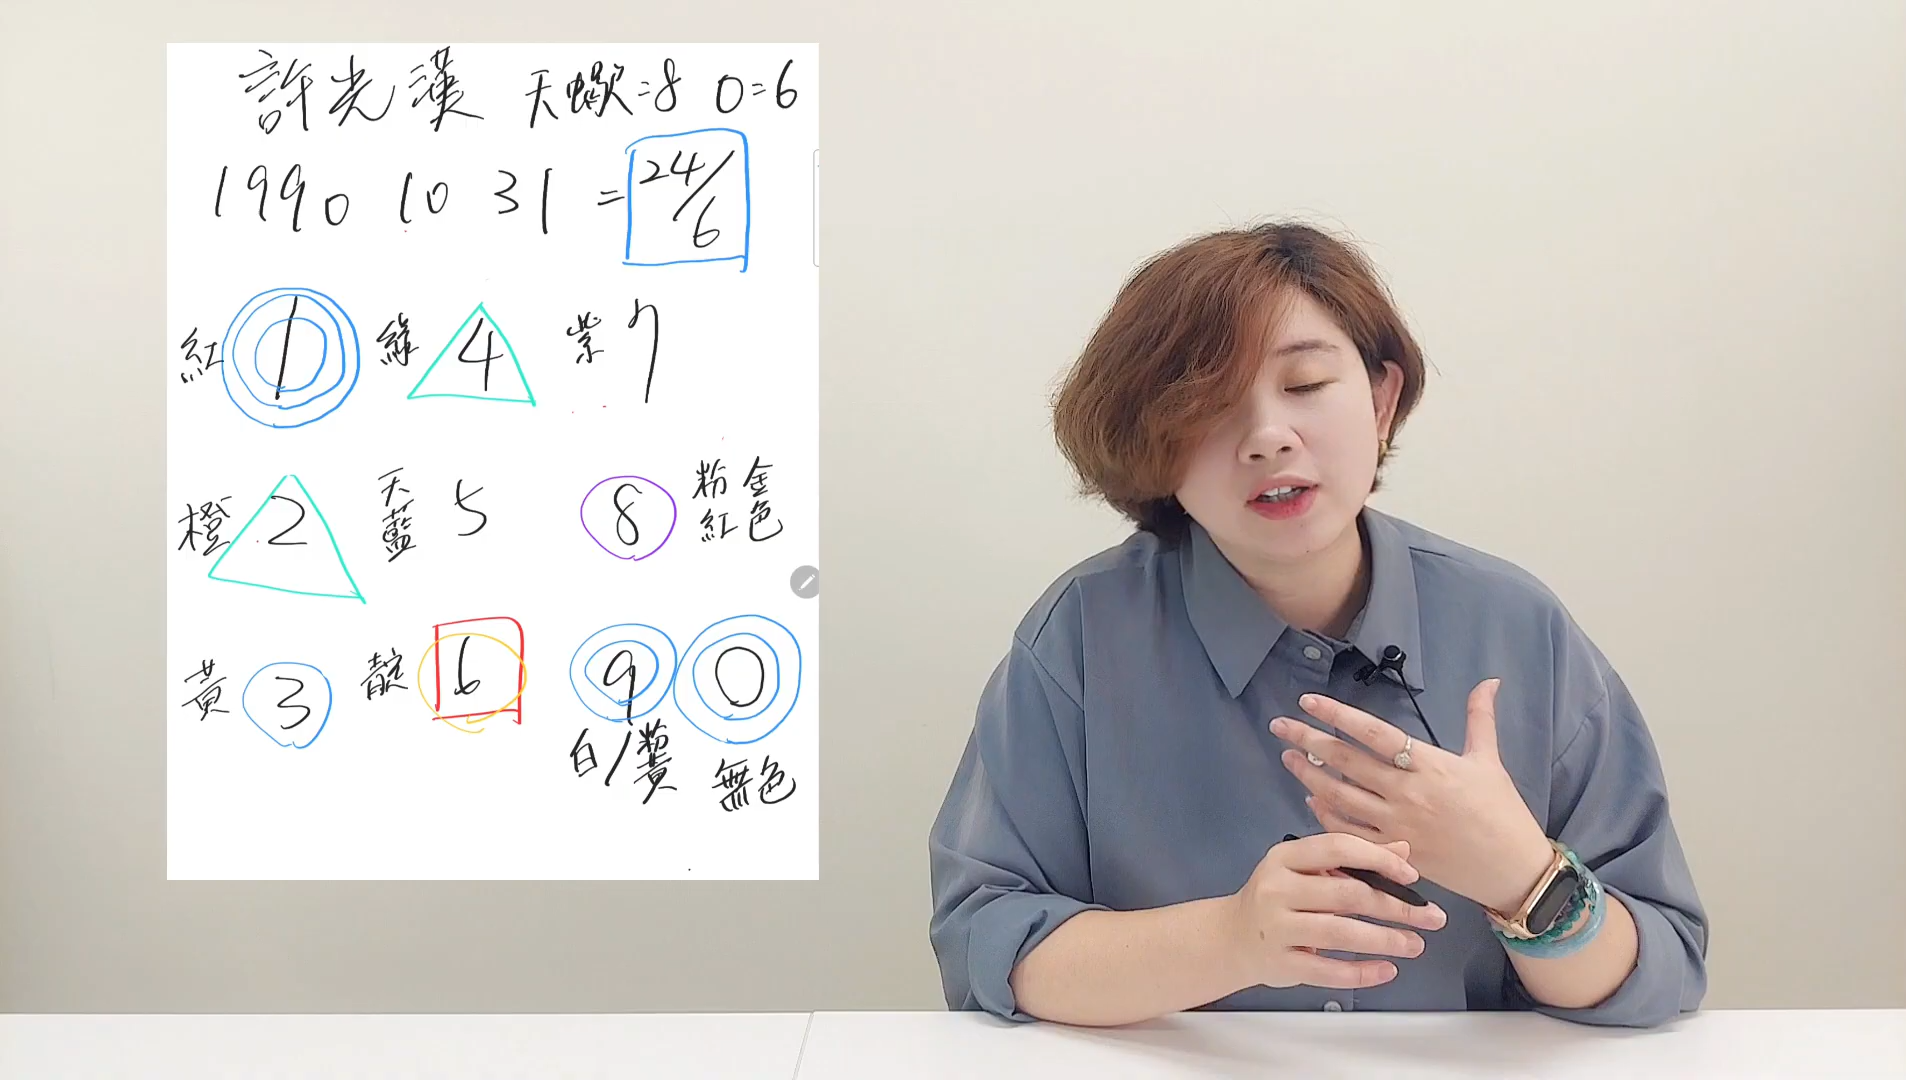 許光漢 天蠍=8 0=6
1990 10 31 = 24/6
紅 1 綠 4 紫 7
橙 2 天藍 5 8 粉紅 金色
黃 3 靛 6 9 0
白/粉黃 無色